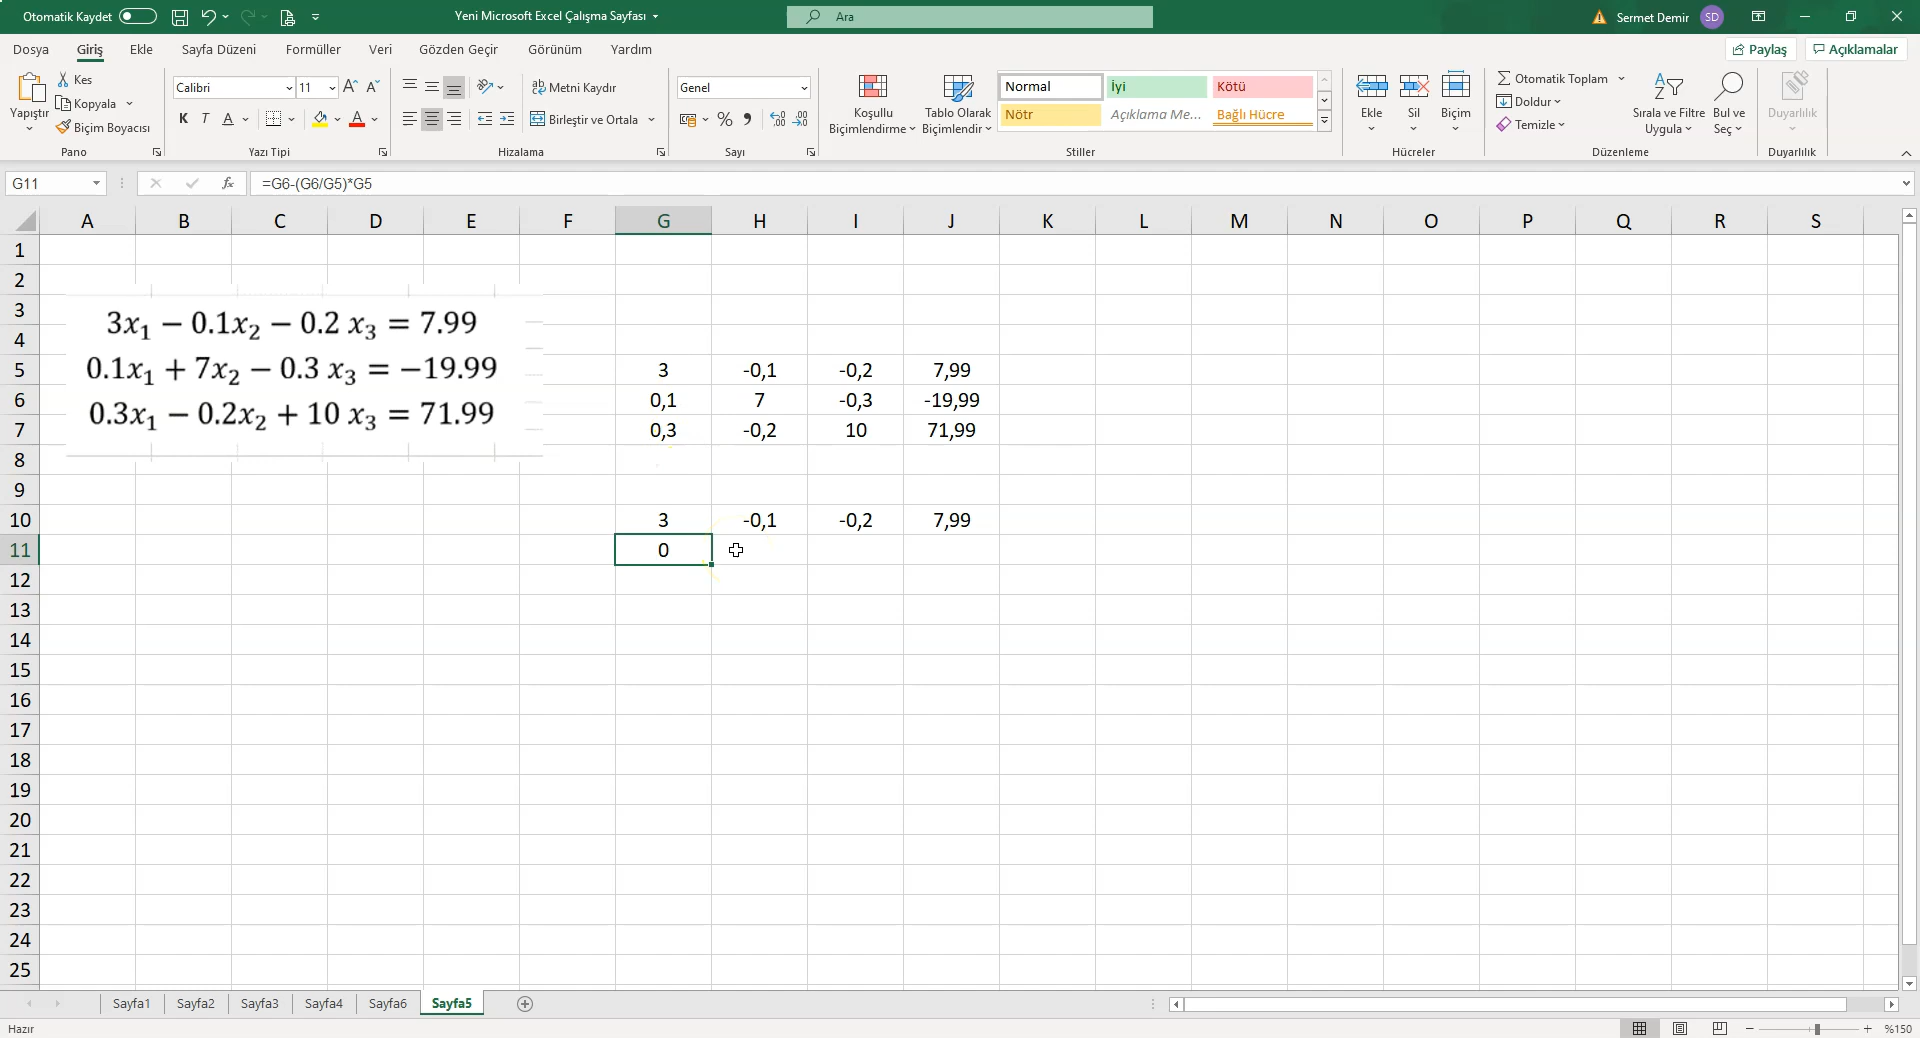 Otomatik Kaydet
Yeni Microsoft Excel Çalışma Sayfası
Ara
Sermet Demir SD
Dosya Giriş Ekle Sayfa Düzeni Formüller Veri Gözden Geçir Görünüm Yardım
Paylaş Açıklamalar
Yapıştır
Kes
Kopyala
Biçim Boyacısı
Pano
Calibri 11
K T A
Yazı Tipi
Metni Kaydır
Birleştir ve Ortala
Hizalama
Genel
Sayı
Koşullu Biçimlendirme
Tablo Olarak Biçimlendir
Normal İyi Kötü
Nötr Açıklama Me... Bağlı Hücre
Stiller
Ekle Sil Biçim
Hücreler
Otomatik Toplam
Doldur
Temizle
Sırala ve Filtre Uygula
Bul ve Seç
Düzenleme
Duyarlılık
Duyarlılık
G11 fx =G6-(G6/G5)*G5
A B C D E F G H I J K L M N O P Q R S
1
2
3
3x₁ − 0.1x₂ − 0.2 x₃ = 7.99
4
5 3 -0,1 -0,2 7,99
0.1x₁ + 7x₂ − 0.3 x₃ = −19.99
6 0,1 7 -0,3 -19,99
0.3x₁ − 0.2x₂ + 10 x₃ = 71.99
7 0,3 -0,2 10 71,99
8
9
10 3 -0,1 -0,2 7,99
11 0
12
13
14
15
16
17
18
19
20
21
22
23
24
25
Sayfa1 Sayfa2 Sayfa3 Sayfa4 Sayfa6 Sayfa5
Hazır
%150